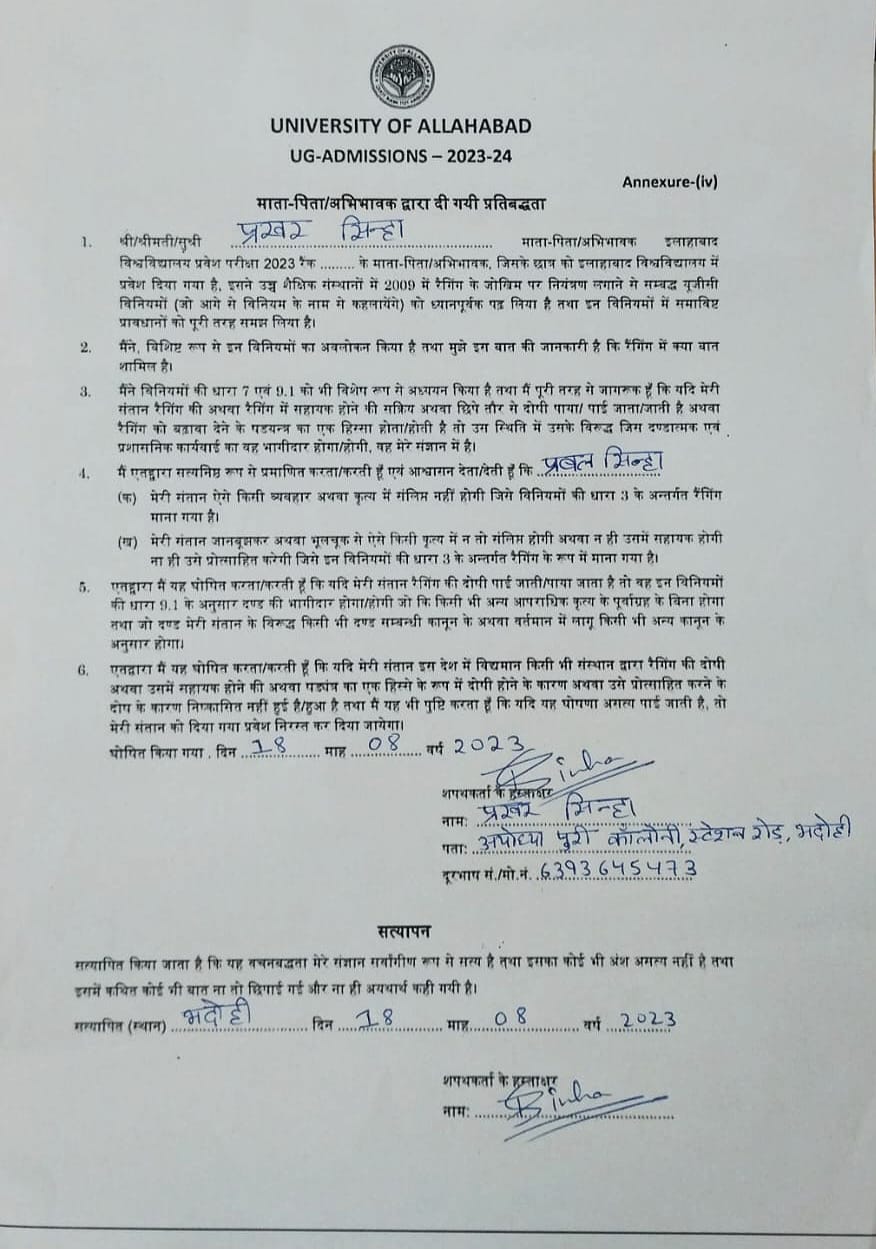 UNIVERSITY OF ALLAHABAD
UG-ADMISSIONS – 2023-24
Annexure-(iv)
माता-पिता/अभिभावक द्वारा दी गयी प्रतिबद्धता
1. श्री/श्रीमती/सुश्री प्रखर सिन्हा माता-पिता/अभिभावक इलाहाबाद
विश्वविद्यालय प्रवेश परीक्षा 2023 रैंक ......... के माता-पिता/अभिभावक, जिसके छात्र को इलाहाबाद विश्वविद्यालय में
प्रवेश दिया गया है, इसने उच्च शैक्षिक संस्थानों में 2009 में रैगिंग के जोखिम पर नियंत्रण लगाने से सम्बद्ध यूजीसी
विनियमों (जो आगे से विनियम के नाम से कहलायेंगे) को ध्यानपूर्वक पढ़ लिया है तथा इन विनियमों में समाविष्ट
प्रावधानों को पूरी तरह समझ लिया है।
2. मैंने, विशिष्ट रूप से इन विनियमों का अवलोकन किया है तथा मुझे इस बात की जानकारी है कि रैंगिंग में क्या बात
शामिल है।
3. मैंने विनियमों की धारा 7 एवं 9.1 को भी विशेष रूप से अध्ययन किया है तथा मैं पूरी तरह से जागरूक हूँ कि यदि मेरी
संतान रैगिंग की अथवा रैगिंग में सहायक होने की सक्रिय अथवा छिपे तौर से दोषी पाया/ पाई जाता/जाती है अथवा
रैगिंग को बढ़ावा देने के षडयन्त्र का एक हिस्सा होता/होती है तो उस स्थिति में उसके विरूद्ध जिस दण्डात्मक एवं
प्रशासनिक कार्यवाई का वह भागीदार होगा/होगी, वह मेरे संज्ञान में है।
4. मैं एतद्वारा सत्यनिष्ठ रूप से प्रमाणित करता/करती हूँ एवं आश्वासन देता/देती हूँ कि प्रबल सिन्हा
(क) मेरी संतान ऐसे किसी व्यवहार अथवा कृत्य में संलिप्त नहीं होगी जिसे विनियमों की धारा 3 के अन्तर्गत रैंगिंग
माना गया है।
(ख) मेरी संतान जानबूझकर अथवा भूलचूक से ऐसे किसी कृत्य में न तो संलिप्त होगी अथवा न ही उसमें सहायक होगी
ना ही उसे प्रोत्साहित करेगी जिसे इन विनियमों की धारा 3 के अन्तर्गत रैगिंग के रूप में माना गया है।
5. एतद्वारा मैं यह घोषित करता/करती हूँ कि यदि मेरी संतान रैगिंग की दोषी पाई जाती/पाया जाता है तो वह इन विनियमों
की धारा 9.1 के अनुसार दण्ड की भागीदार होगा/होगी जो कि किसी भी अन्य आपराधिक कृत्य के पूर्वाग्रह के बिना होगा
तथा जो दण्ड मेरी संतान के विरूद्ध किसी भी दण्ड सम्बन्धी कानून के अथवा वर्तमान में लागू किसी भी अन्य कानून के
अनुसार होगा।
6. एतद्वारा मैं यह घोषित करता/करती हूँ कि यदि मेरी संतान इस देश में विद्यमान किसी भी संस्थान द्वारा रैगिंग की दोषी
अथवा उसमें सहायक होने की अथवा षड्यंत्र का एक हिस्से के रूप में दोषी होने के कारण अथवा उसे प्रोत्साहित करने के
दोष के कारण निष्कासित नहीं हुई है/हुआ है तथा मैं यह भी पुष्टि करता हूँ कि यदि यह घोषणा असत्य पाई जाती है, तो
मेरी संतान को दिया गया प्रवेश निरस्त कर दिया जायेगा।
घोषित किया गया . दिन 18 माह 08 वर्ष 2023
Sinha
शपथकर्ता के हस्ताक्षर
नाम: प्रखर सिन्हा
पता: अयोध्या पुरी कॉलोनी, स्टेशन रोड़, भदोही
दूरभाष सं./मो.नं. 6393645473
सत्यापन
सत्यापित किया जाता है कि यह वचनबद्धता मेरे संज्ञान सर्वांगीण रूप से सत्य है तथा इसका कोई भी अंश असत्य नहीं है तथा
इसमें कथित कोई भी बात ना तो छिपाई गई और ना ही अयथार्थ कही गयी है।
सत्यापित (स्थान) भदोही दिन 18 माह 08 वर्ष 2023
शपथकर्ता के हस्ताक्षर
नाम: Sinha